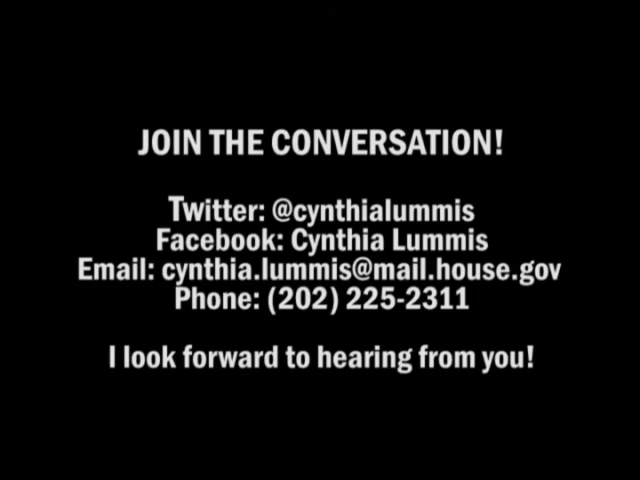 JOIN THE CONVERSATION!
Twitter: @cynthialummis
Facebook: Cynthia Lummis
Email: cynthia.lummis@mail.house.gov
Phone: (202) 225-2311
I look forward to hearing from you!